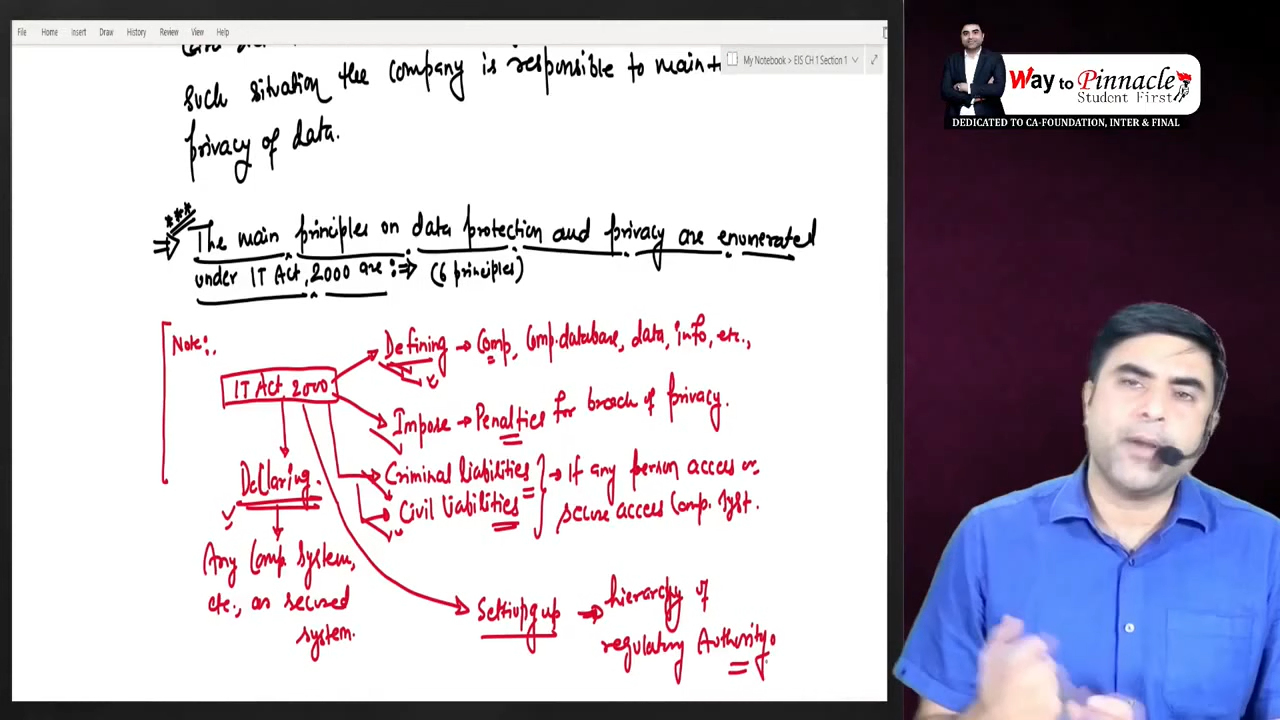 File Home Insert Draw History Review View Help
My Notebook > EIS CH 1 Section 1
such situation the company is responsible to
privacy of data.
***
The main principles on data protection and privacy are enunerated
under IT Act, 2000 are :⇒ (6 principles)
Note:
IT Act 2000
Defining → Comp, Comp. database, data, info, etc.,
Impose → Penalties for breach of privacy.
Criminal liabilities → If any person access or
Civil liabilities secure access Comp. Syst.
Declaring.
Any Comp. System,
etc., as secured
system.
Setting up → hierarchy of
regulating Authority.
Way to Pinnacle
Student First
DEDICATED TO CA-FOUNDATION, INTER & FINAL